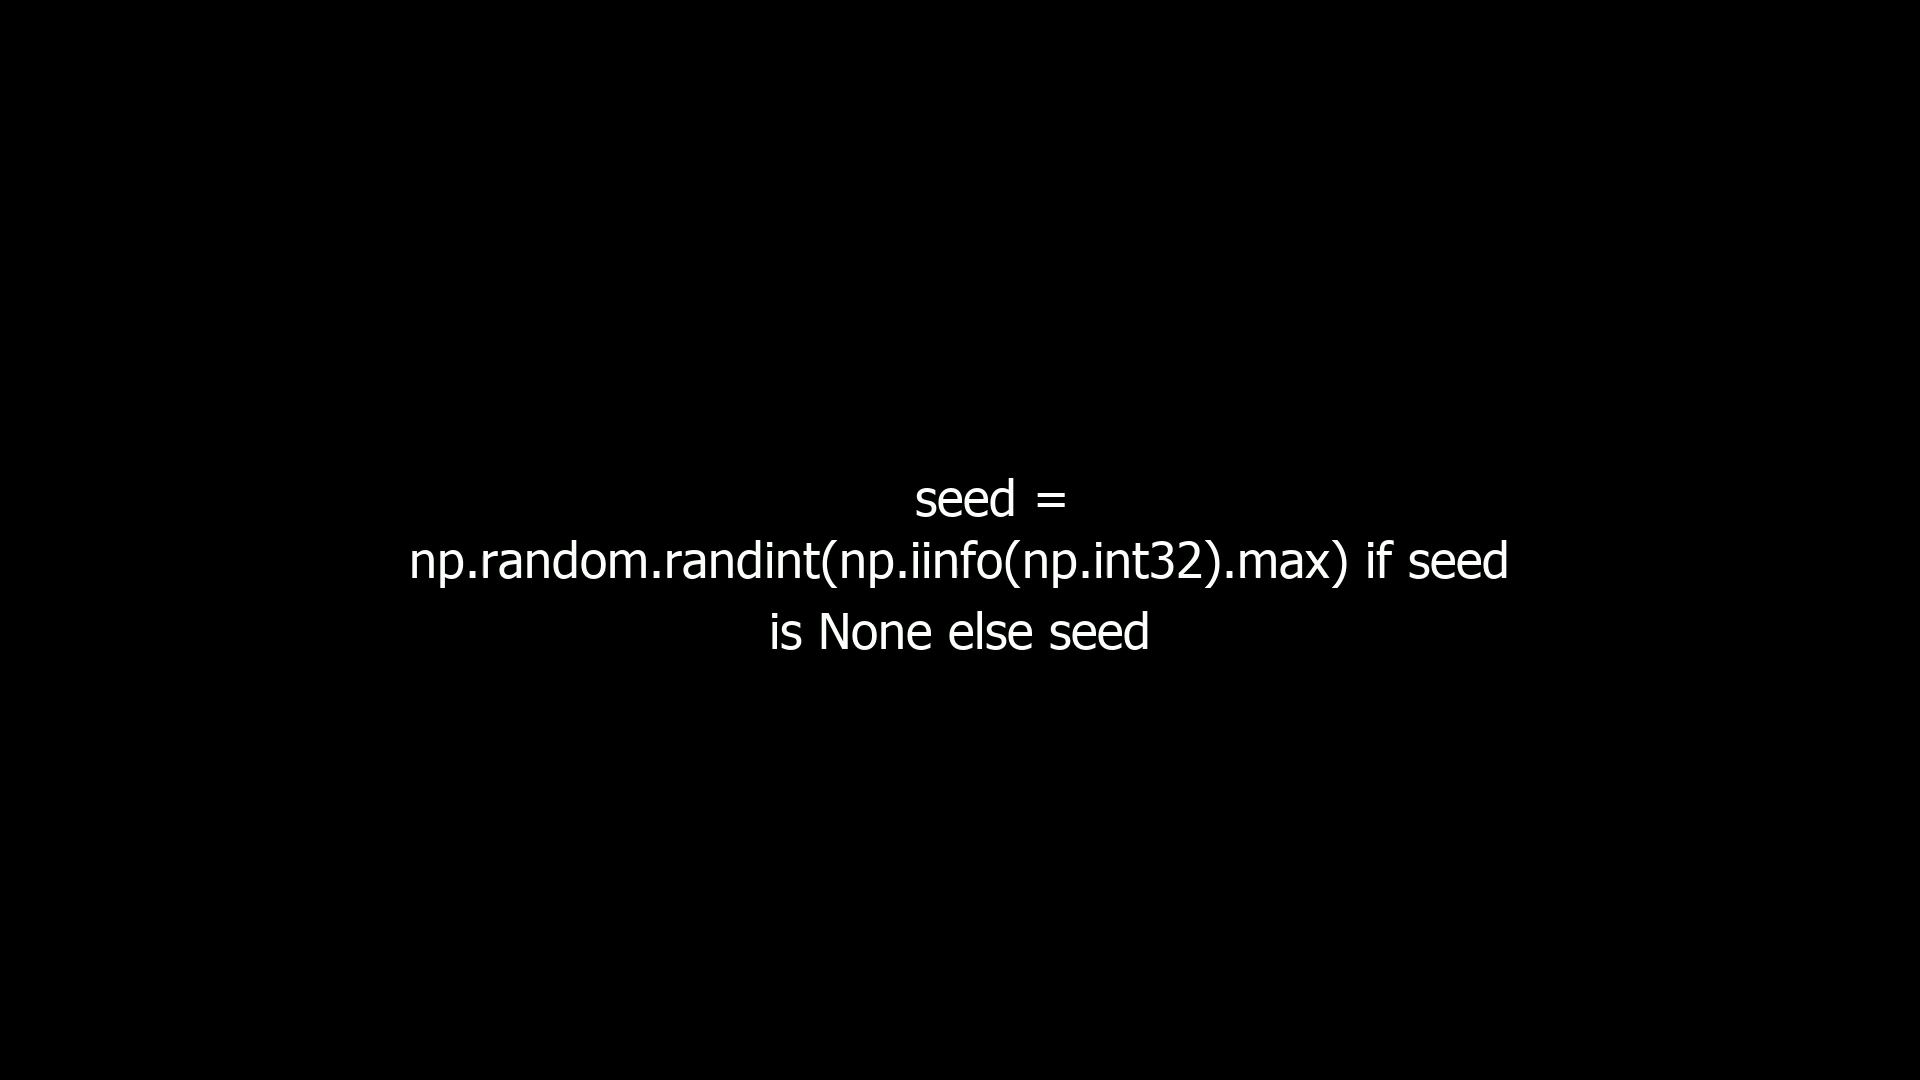 seed =
np.random.randint(np.iinfo(np.int32).max) if seed
is None else seed